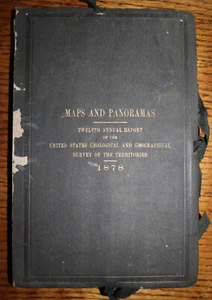 MAPS AND PANORAMAS
TWELFTH ANNUAL REPORT
OF THE
UNITED STATES GEOLOGICAL AND GEOGRAPHICAL
SURVEY OF THE TERRITORIES
1878